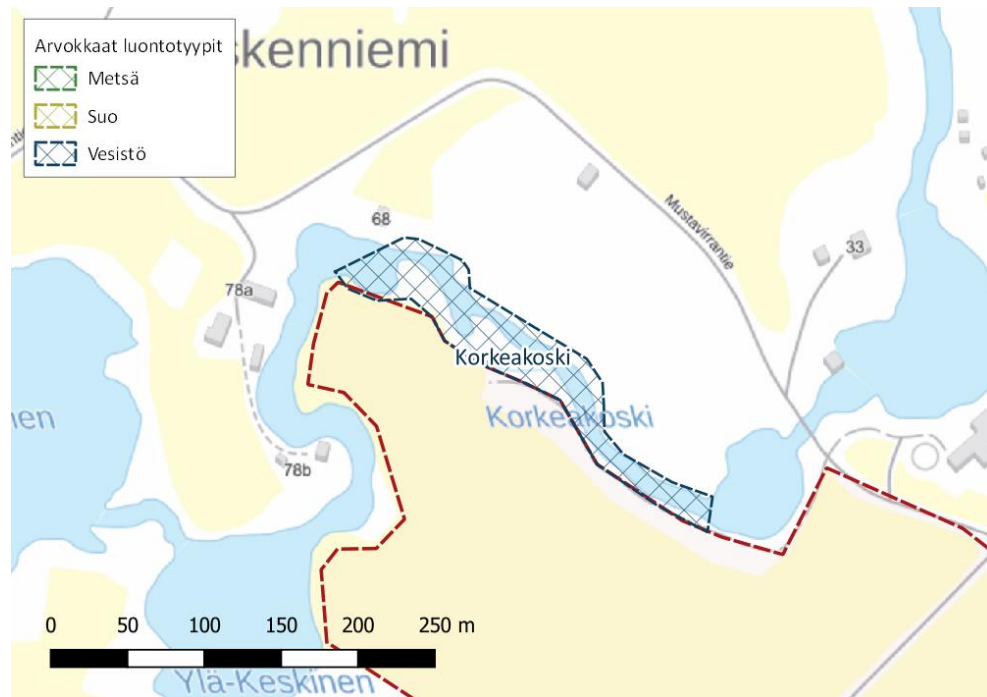 Arvokkaat luontotyypit
Metsä
Suo
Vesistö
skenniemi
ntie
68
Mustavirrantie
33
78a
Korkeakoski
Korkeakoski
nen
78b
0 50 100 150 200 250 m
Ylä-Keskinen